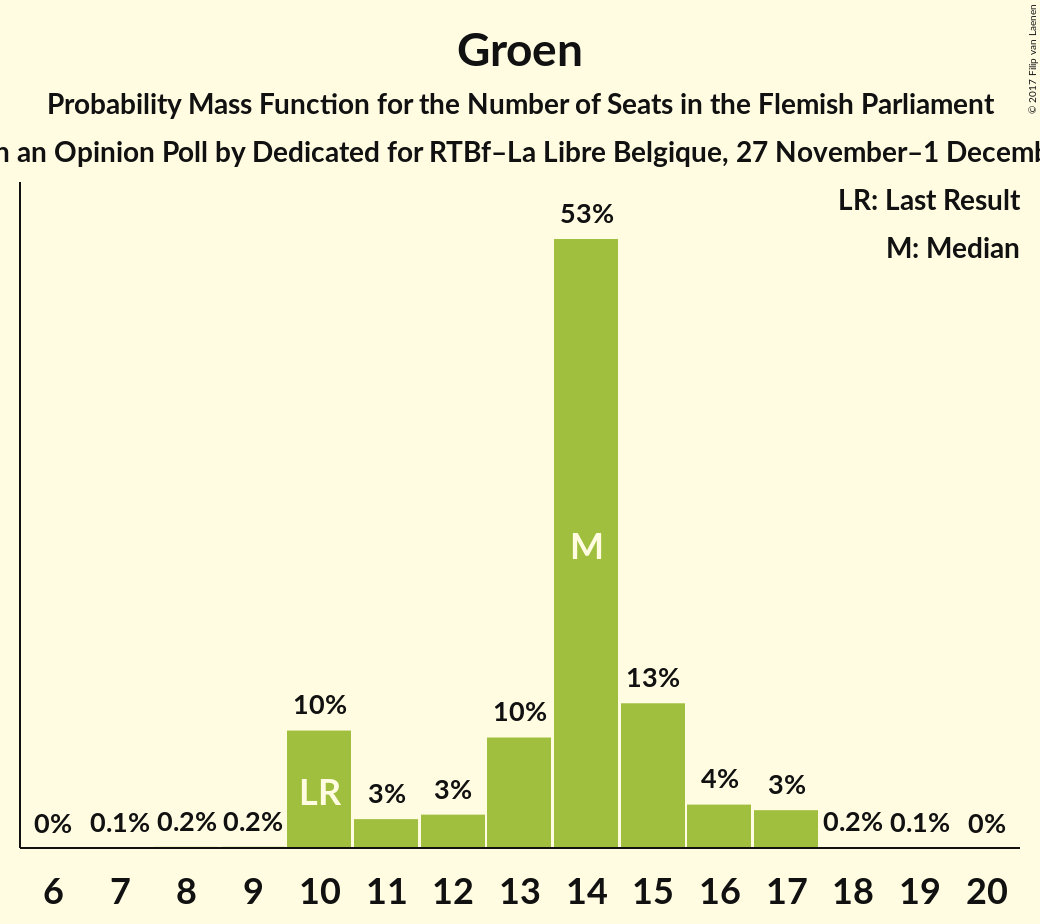 Groen
Probability Mass Function for the Number of Seats in the Flemish Parliament
an Opinion Poll by Dedicated for RTBf–La Libre Belgique, 27 November–1
LR: Last Result
M: Median
© 2017 Filip van Laenen
53%
M
13%
10%
10%
LR
3%
3%
4%
3%
0%
0.1%
0.2%
0.2%
0.2%
0.1%
0%
6 7 8 9 10 11 12 13 14 15 16 17 18 19 20